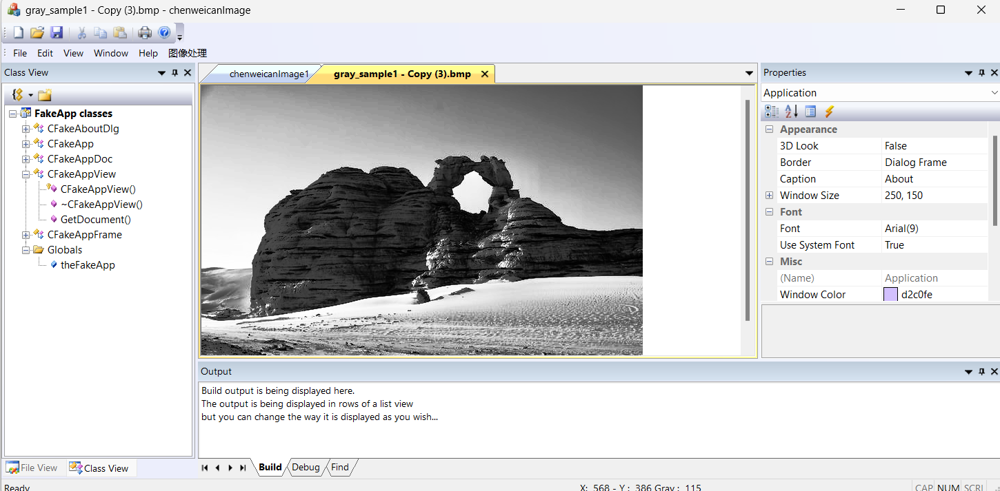 gray_sample1 - Copy (3).bmp - chenweicanImage
File Edit View Window Help 图像处理
Class View
FakeApp classes
CFakeAboutDlg
CFakeApp
CFakeAppDoc
CFakeAppView
CFakeAppView()
~CFakeAppView()
GetDocument()
CFakeAppFrame
Globals
theFakeApp
File View
Class View
chenweicanImage1
gray_sample1 - Copy (3).bmp
Properties
Application
Appearance
3D Look False
Border Dialog Frame
Caption About
Window Size 250, 150
Font
Font Arial(9)
Use System Font True
Misc
(Name) Application
Window Color d2c0fe
Output
Build output is being displayed here.
The output is being displayed in rows of a list view
but you can change the way it is displayed as you wish...
Build Debug Find
Ready
X: 568 - Y : 386 Gray : 115
CAP NUM SCRL